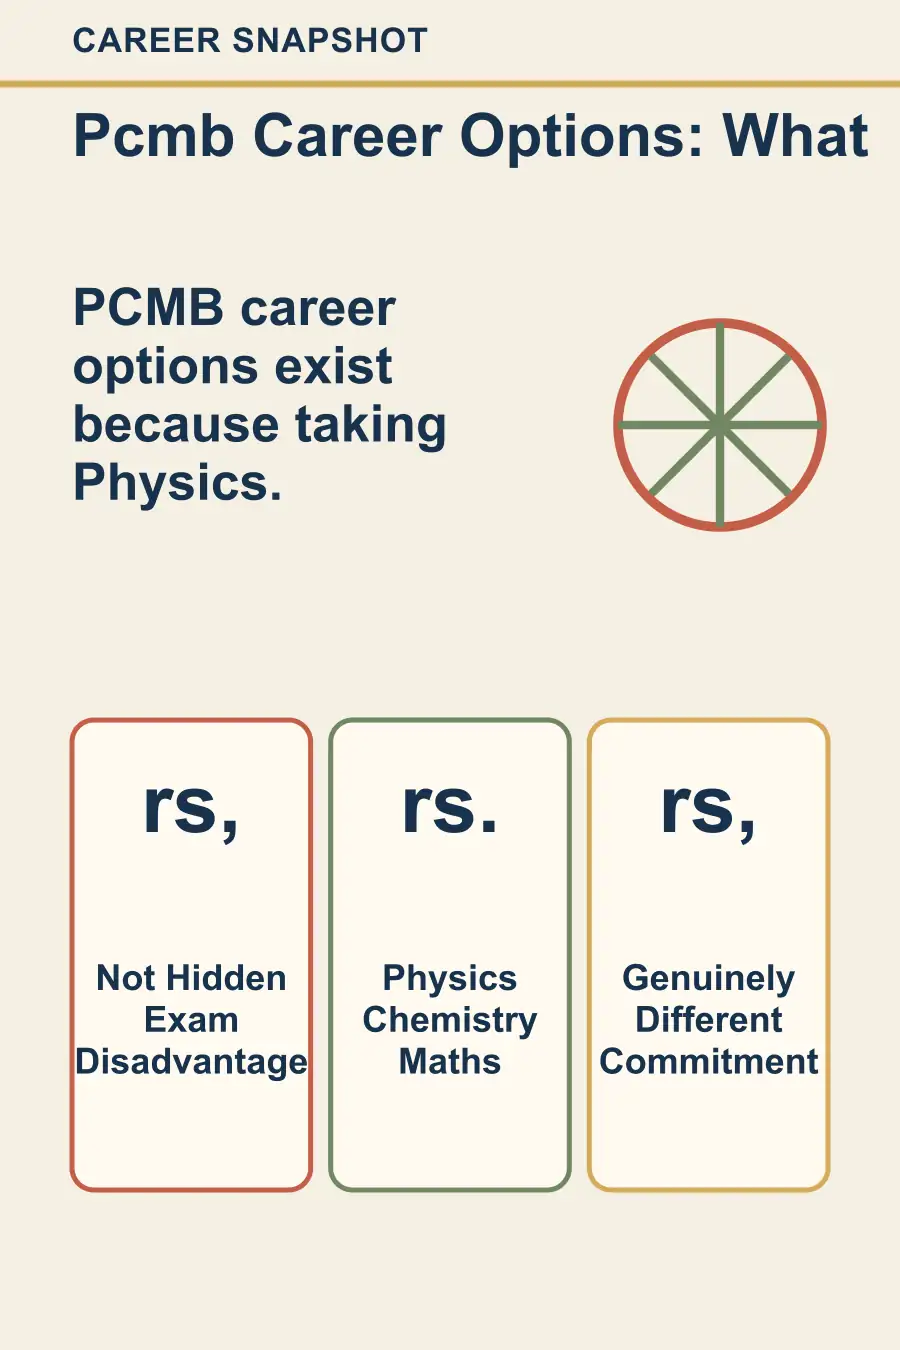 CAREER SNAPSHOT
Pcmb Career Options: What
PCMB career
options exist
because taking
Physics.
rs,
Not Hidden
Exam
Disadvantage
rs.
Physics
Chemistry
Maths
rs,
Genuinely
Different
Commitment